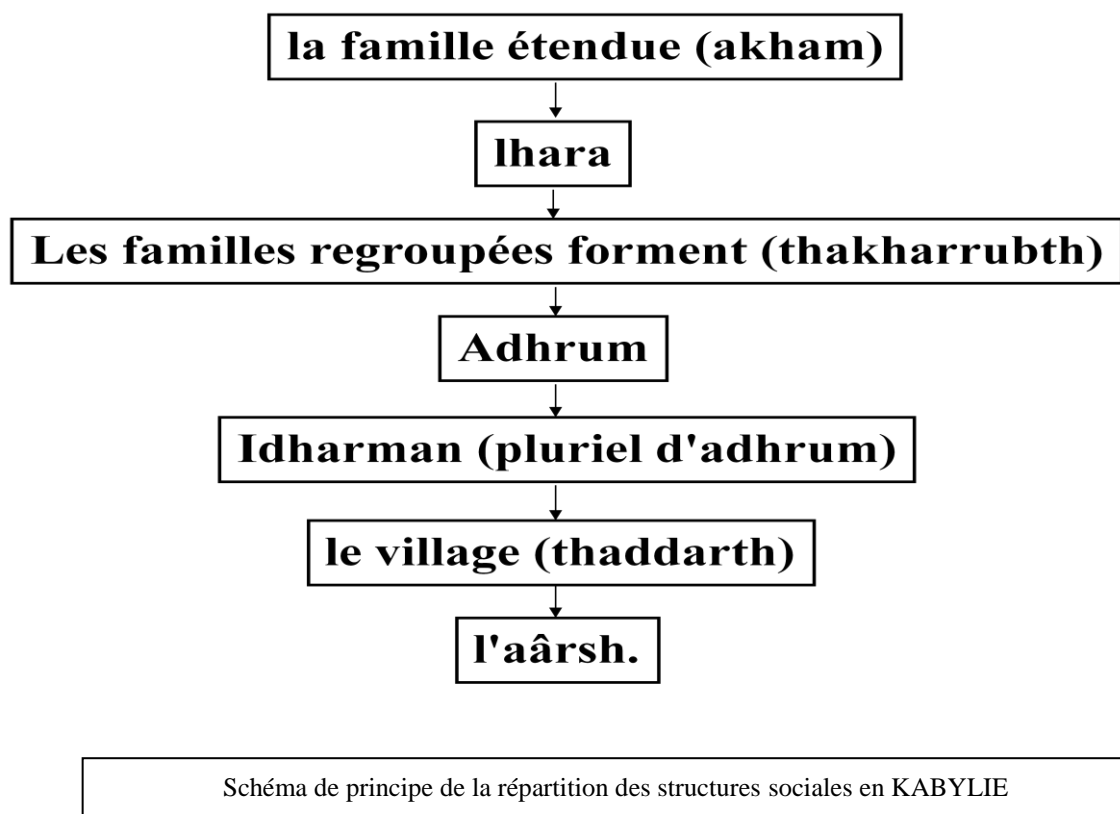 la famille étendue (akham)
lhara
Les familles regroupées forment (thakharrubth)
Adhrum
Idharman (pluriel d'adhrum)
le village (thaddarth)
l'aârsh.
Schéma de principe de la répartition des structures sociales en KABYLIE